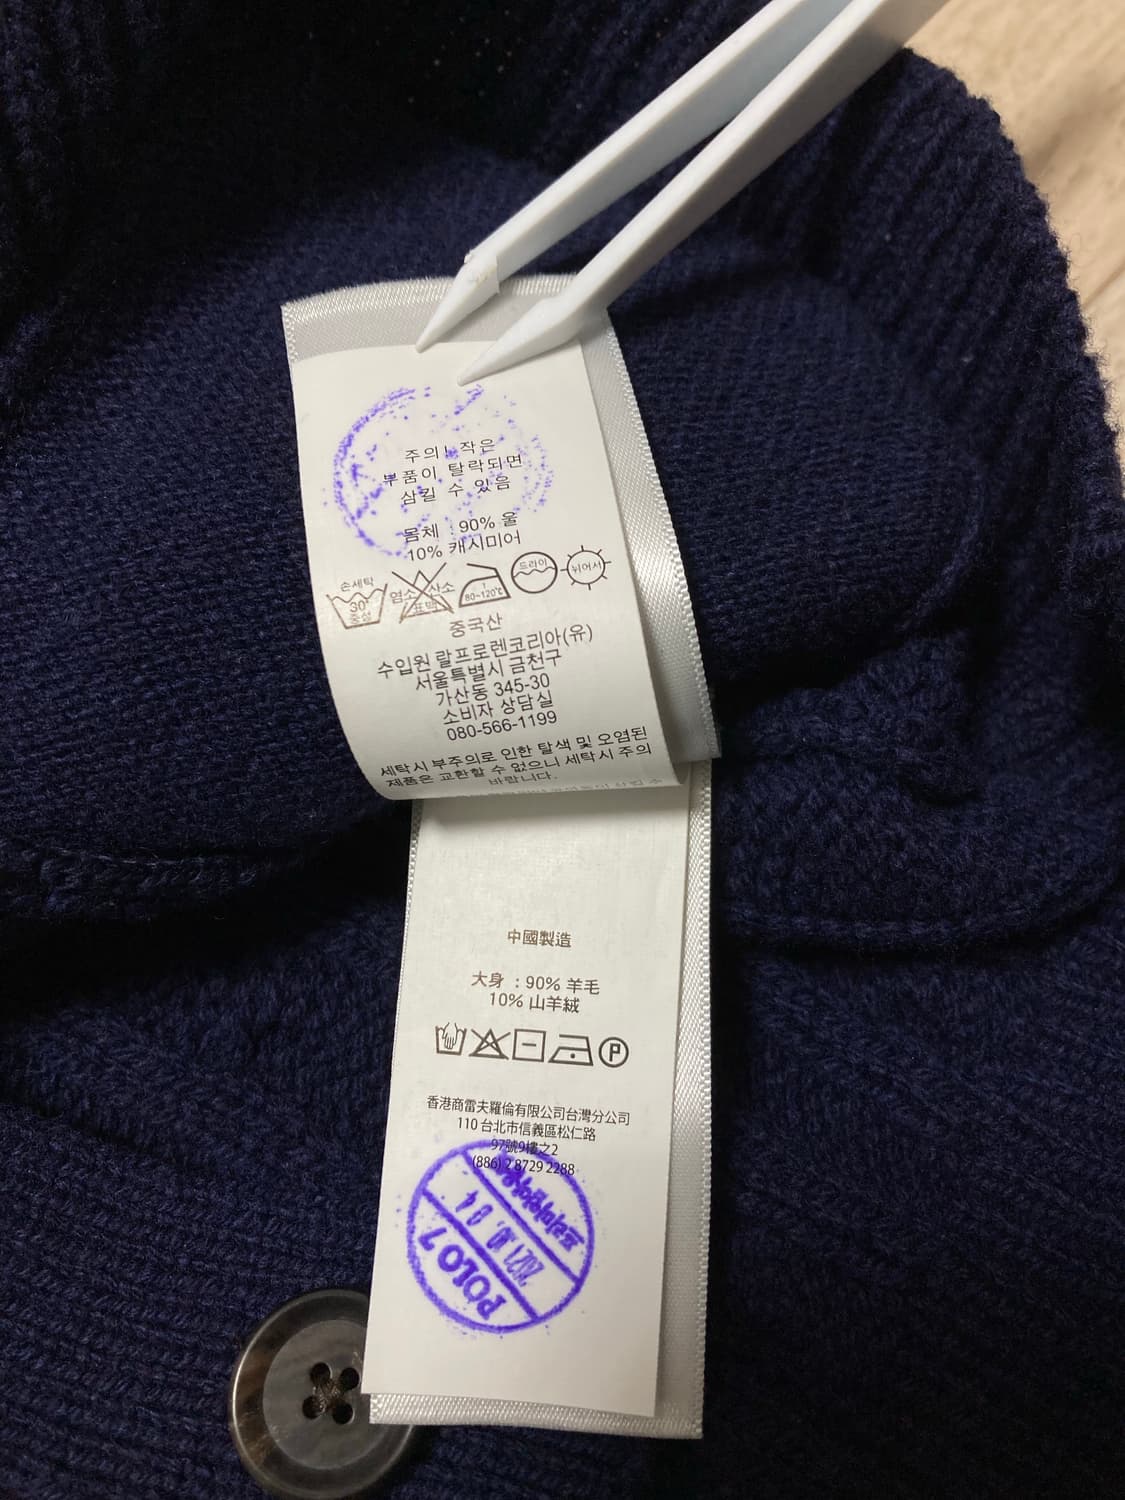 주의! 작은
부품이 탈락되면
삼킬 수 있음
몸체 : 90% 울
10% 캐시미어
손세탁
30°
중성
염소 산소
표백
1
80~120℃
드라이
뉘어서
중국산
수입원 랄프로렌코리아(유)
서울특별시 금천구
가산동 345-30
소비자 상담실
080-566-1199
세탁시 부주의로 인한 탈색 및 오염된
제품은 교환할 수 없으니 세탁시 주의
바랍니다.
中國製造
大身 : 90% 羊毛
10% 山羊絨
P
香港商雷夫羅倫有限公司台灣分公司
110 台北市信義區松仁路
97號9樓之2
(886) 2 8729 2288
2021. 10. 04
POLO 7